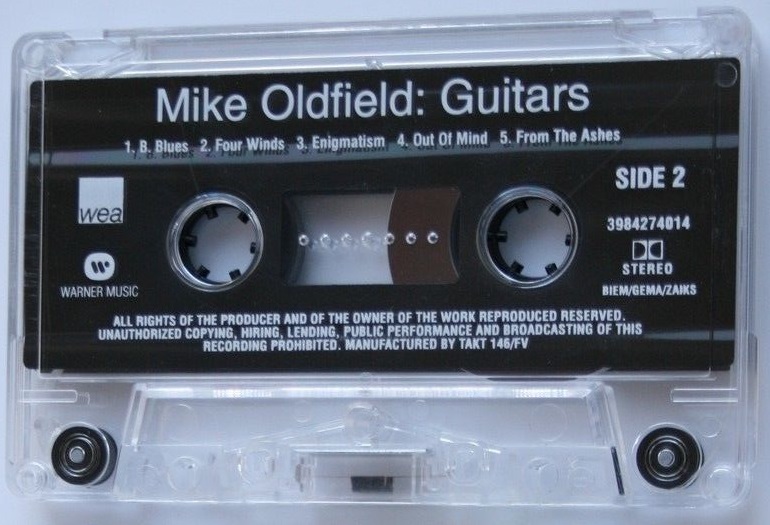 Mike Oldfield: Guitars
1. B. Blues 2. Four Winds 3. Enigmatism 4. Out Of Mind 5. From The Ashes
SIDE 2
wea
3984274014
STEREO
WARNER MUSIC
BIEM/GEMA/ZAIKS
ALL RIGHTS OF THE PRODUCER AND OF THE OWNER OF THE WORK REPRODUCED RESERVED.
UNAUTHORIZED COPYING, HIRING, LENDING, PUBLIC PERFORMANCE AND BROADCASTING OF THIS
RECORDING PROHIBITED. MANUFACTURED BY TAKT 146/FV